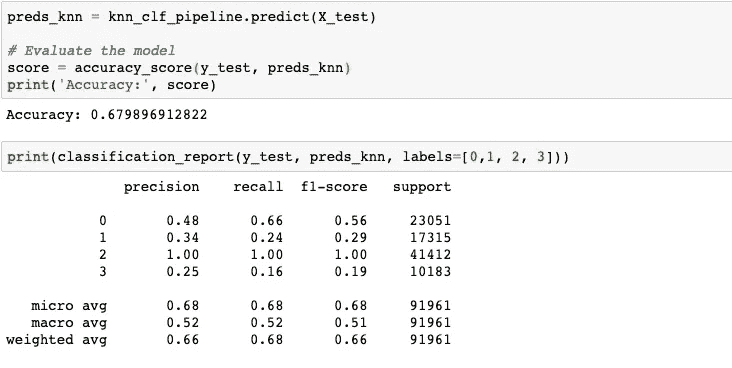 preds_knn = knn_clf_pipeline.predict(X_test)
# Evaluate the model
score = accuracy_score(y_test, preds_knn)
print('Accuracy:', score)
Accuracy: 0.679896912822
print(classification_report(y_test, preds_knn, labels=[0,1, 2, 3]))
precision recall f1-score support
0 0.48 0.66 0.56 23051
1 0.34 0.24 0.29 17315
2 1.00 1.00 1.00 41412
3 0.25 0.16 0.19 10183
micro avg 0.68 0.68 0.68 91961
macro avg 0.52 0.52 0.51 91961
weighted avg 0.66 0.68 0.66 91961